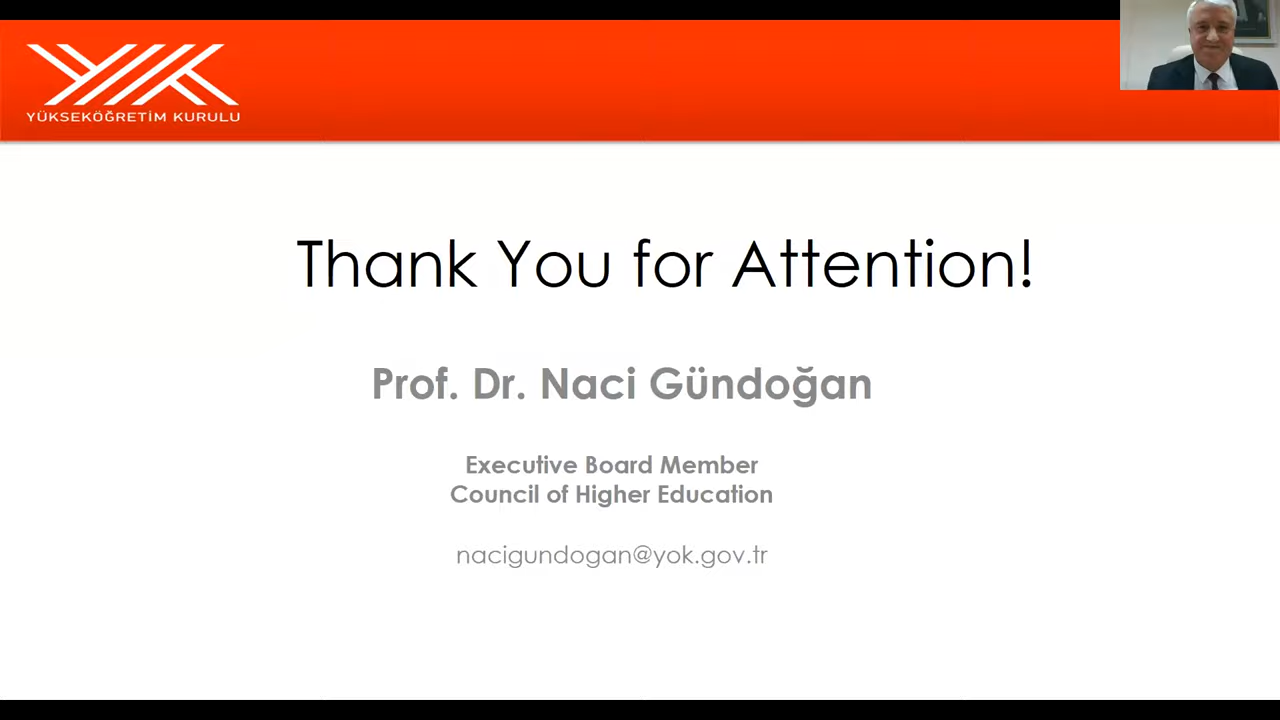 YÜKSEKÖĞRETİM KURULU
Thank You for Attention!
Prof. Dr. Naci Gündoğan
Executive Board Member
Council of Higher Education
nacigundogan@yok.gov.tr